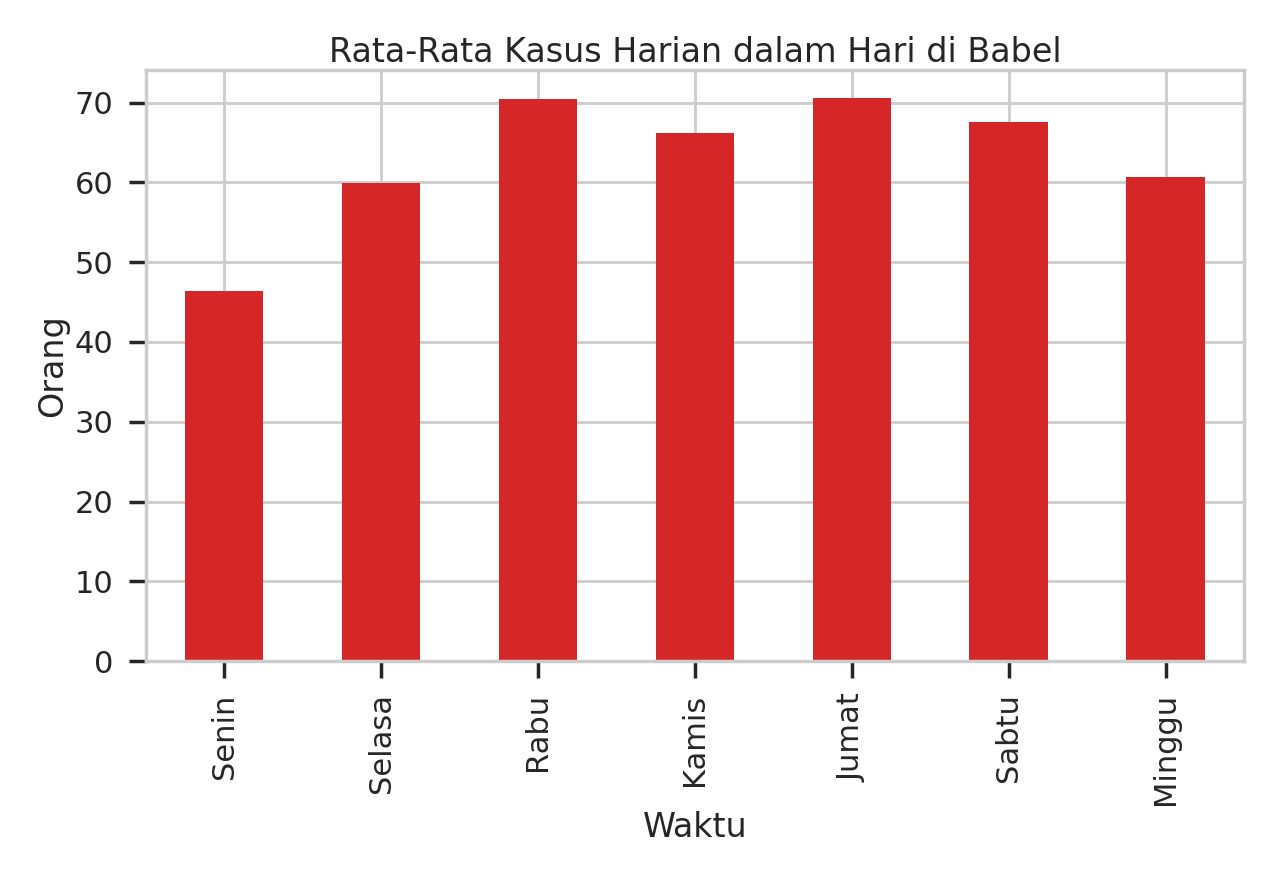 Rata-Rata Kasus Harian dalam Hari di Babel
70
60
50
40
30
20
10
0
Orang
Senin
Selasa
Rabu
Kamis
Jumat
Sabtu
Minggu
Waktu